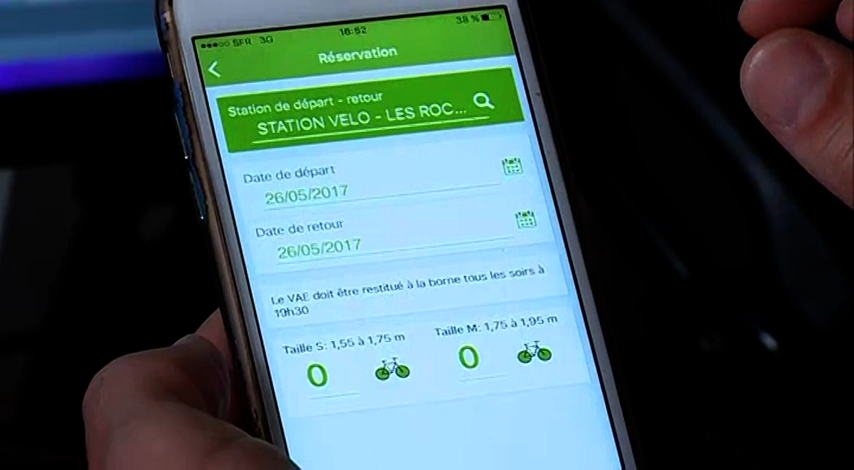 SFR 3G 16:52 38 %
Réservation
Station de départ - retour
STATION VELO - LES ROC...
Date de départ
26/05/2017
Date de retour
26/05/2017
Le VAE doit être restitué à la borne tous les soirs à
19h30
Taille S: 1,55 à 1,75 m Taille M: 1,75 à 1,95 m
0 0